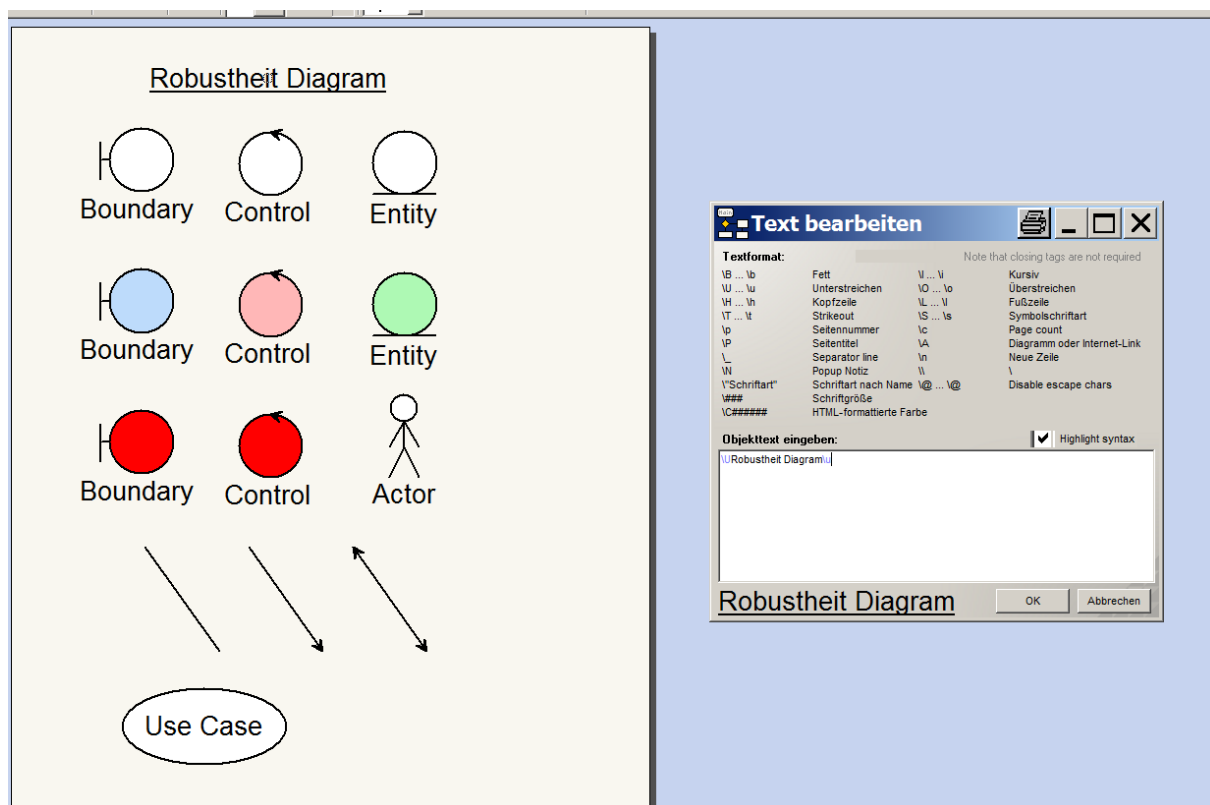 Robustheit Diagram
Boundary Control Entity
Boundary Control Entity
Boundary Control Actor
Use Case
Text bearbeiten
Textformat: Note that closing tags are not required
\B ... \b Fett \I ... \i Kursiv
\U ... \u Unterstreichen \O ... \o Überstreichen
\H ... \h Kopfzeile \L ... \l Fußzeile
\T ... \t Strikeout \S ... \s Symbolschriftart
\p Seitennummer \c Page count
\P Seitentitel \A Diagramm oder Internet-Link
\_ Separator line \n Neue Zeile
\N Popup Notiz \\ \
\"Schriftart" Schriftart nach Name \@ ... \@ Disable escape chars
\### Schriftgröße
\C###### HTML-formattierte Farbe
Objekttext eingeben: Highlight syntax
\URobustheit Diagram\u
Robustheit Diagram OK Abbrechen